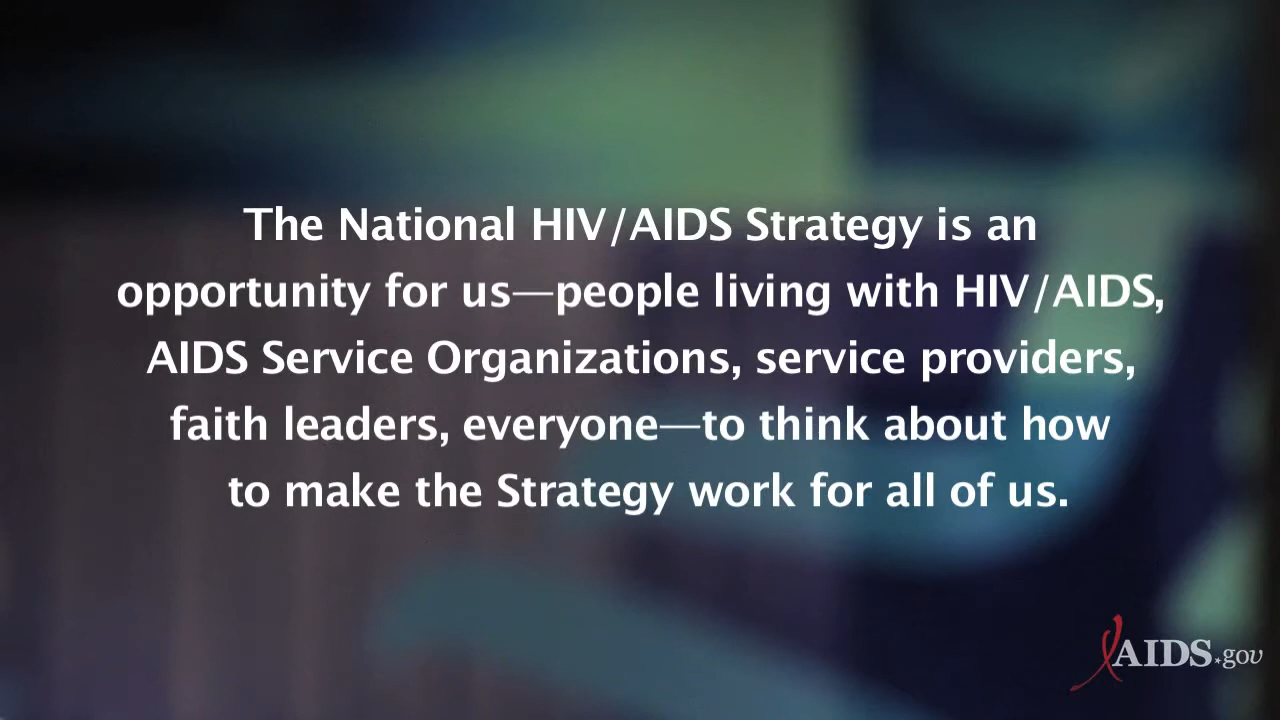 The National HIV/AIDS Strategy is an
opportunity for us—people living with HIV/AIDS,
AIDS Service Organizations, service providers,
faith leaders, everyone—to think about how
to make the Strategy work for all of us.
AIDS.gov